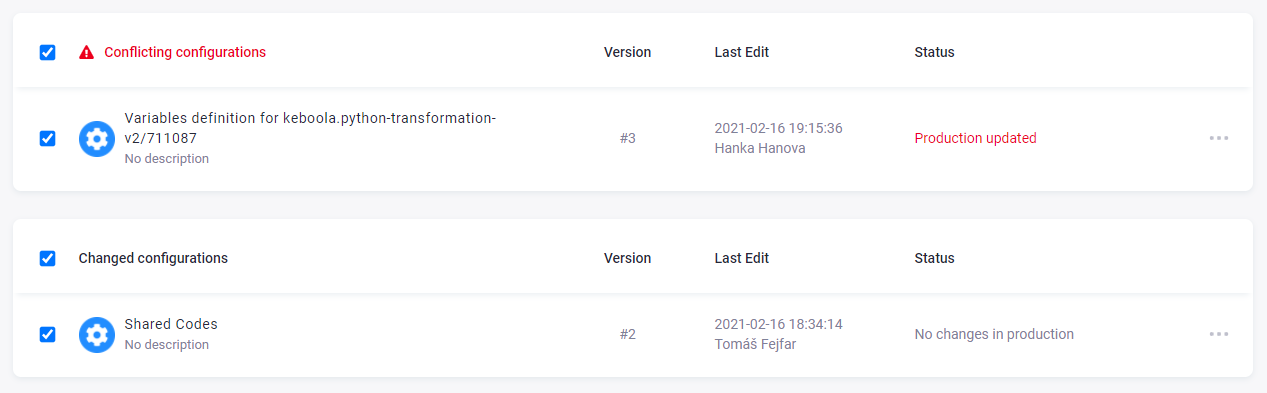 Conflicting configurations Version Last Edit Status
Variables definition for keboola.python-transformation-
v2/711087
No description
#3
2021-02-16 19:15:36
Hanka Hanova
Production updated
Changed configurations Version Last Edit Status
Shared Codes
No description
#2
2021-02-16 18:34:14
Tomáš Fejfar
No changes in production